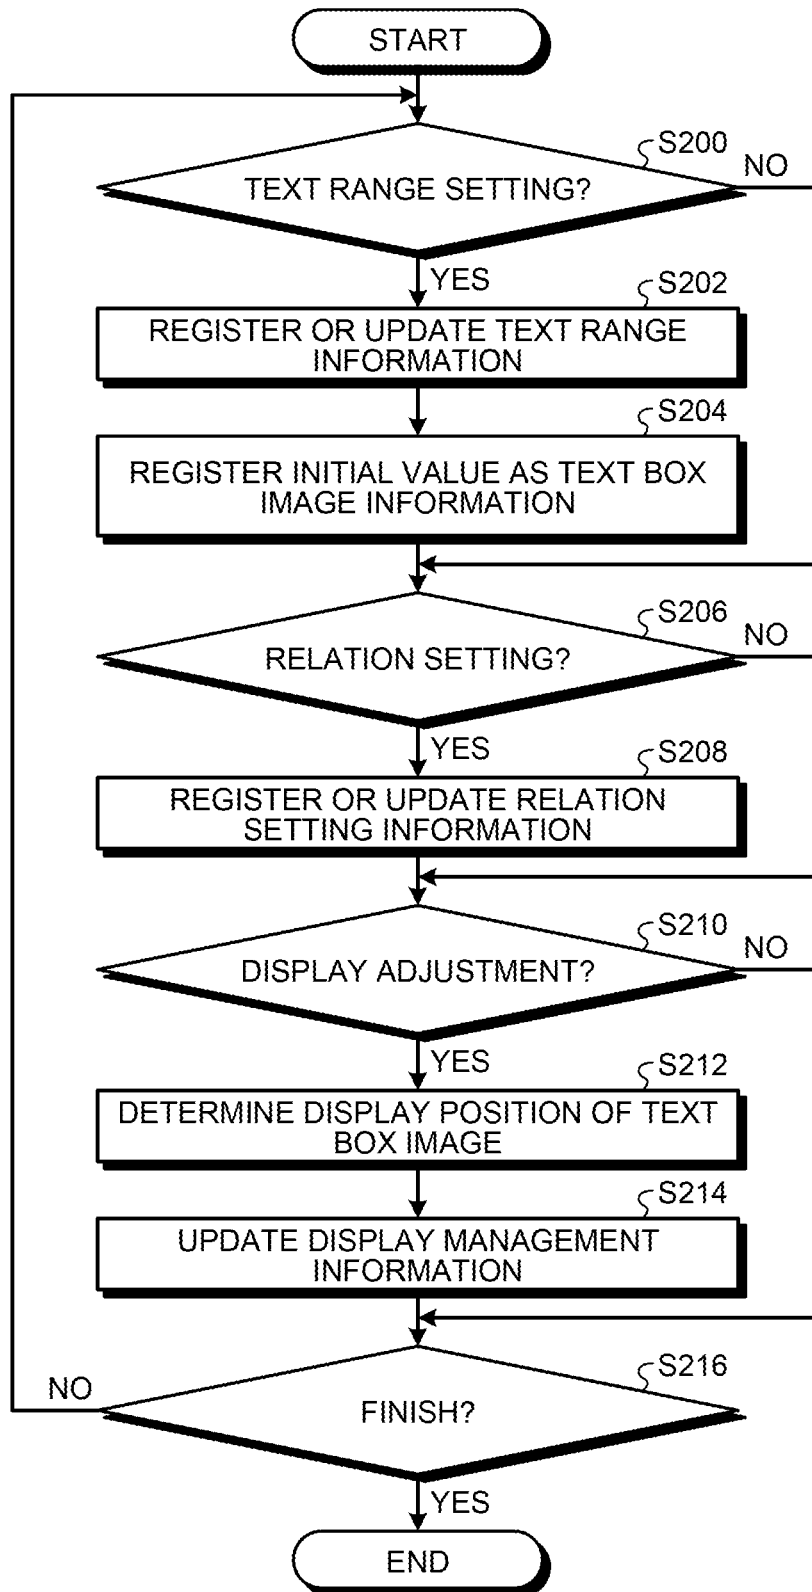 START
S200
TEXT RANGE SETTING?
NO
YES
S202
REGISTER OR UPDATE TEXT RANGE
INFORMATION
S204
REGISTER INITIAL VALUE AS TEXT BOX
IMAGE INFORMATION
S206
RELATION SETTING?
NO
YES
S208
REGISTER OR UPDATE RELATION
SETTING INFORMATION
S210
DISPLAY ADJUSTMENT?
NO
YES
S212
DETERMINE DISPLAY POSITION OF TEXT
BOX IMAGE
S214
UPDATE DISPLAY MANAGEMENT
INFORMATION
S216
NO
FINISH?
YES
END